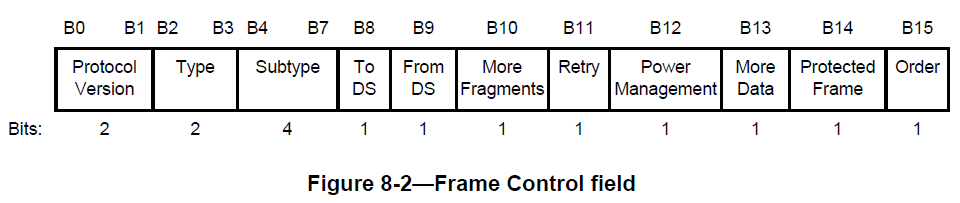 B0 B1 B2 B3 B4 B7 B8 B9 B10 B11 B12 B13 B14 B15
Protocol Type Subtype To From More Retry Power More Protected Order
Version DS DS Fragments Management Data Frame
Bits: 2 2 4 1 1 1 1 1 1 1 1
Figure 8-2—Frame Control field